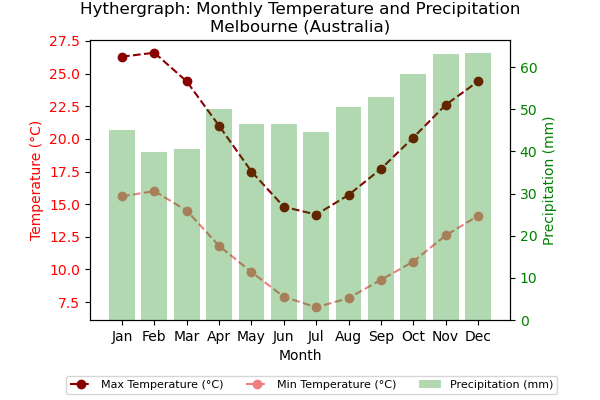 Hythergraph: Monthly Temperature and Precipitation
Melbourne (Australia)
27.5
25.0
22.5
20.0
17.5
15.0
12.5
10.0
7.5
Temperature (°C)
60
50
40
30
20
10
0
Precipitation (mm)
Jan Feb Mar Apr May Jun Jul Aug Sep Oct Nov Dec
Month
Max Temperature (°C) Min Temperature (°C) Precipitation (mm)